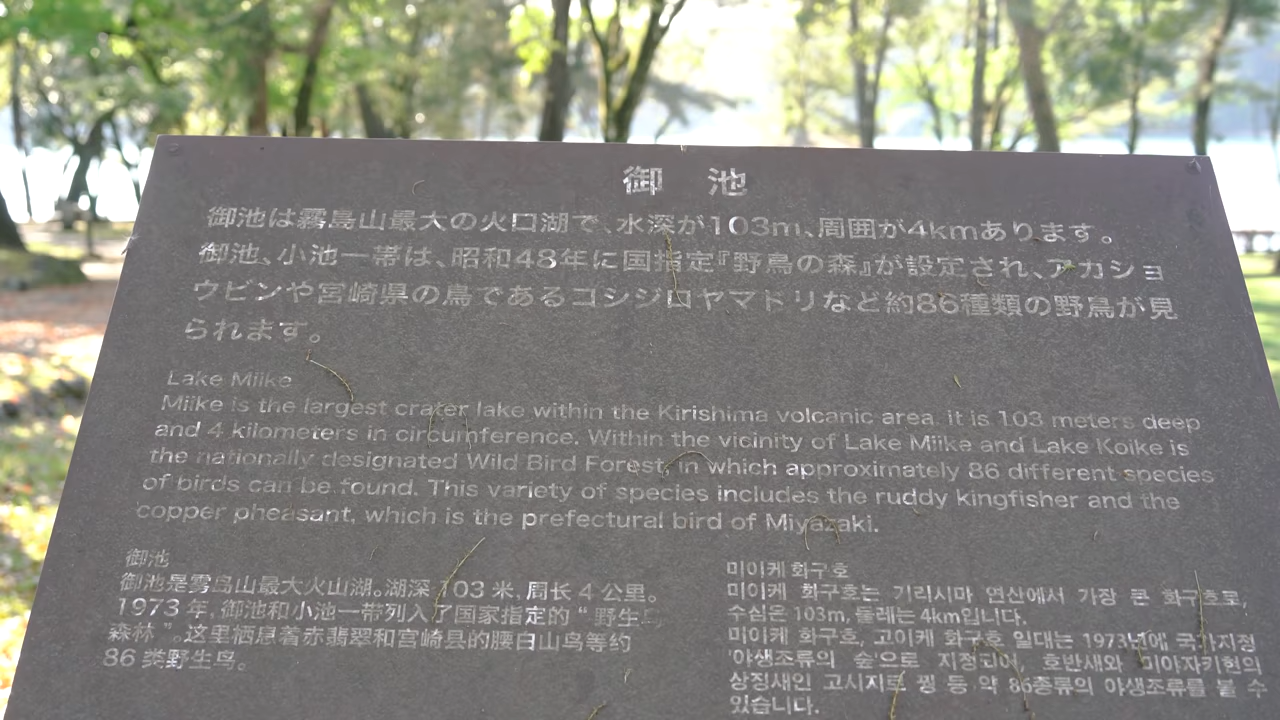 御 池
御池は霧島山最大の火口湖で、水深が103m、周囲が4kmあります。
御池、小池一帯は、昭和48年に国指定『野鳥の森』が設定され、アカショ
ウビンや宮崎県の鳥であるコシジロヤマドリなど約86種類の野鳥が見
られます。
Lake Miike
Miike is the largest crater lake within the Kirishima volcanic area. it is 103 meters deep
and 4 kilometers in circumference. Within the vicinity of Lake Miike and Lake Koike is
the nationally designated Wild Bird Forest, in which approximately 86 different species
of birds can be found. This variety of species includes the ruddy kingfisher and the
copper pheasant, which is the prefectural bird of Miyazaki.
御池
御池是雾岛山最大火山湖。湖深 103 米、周长 4 公里。
1973 年，御池和小池一带列入了国家指定的 “ 野生鸟
森林 ”。这里栖息着赤翡翠和宫崎县的腰白山鸟等约
86 类野生鸟。
미이케 화구호
미이케 화구호는 기리시마 연산에서 가장 큰 화구호로,
수심은 103m, 둘레는 4km입니다.
미이케 화구호, 고이케 화구호 일대는 1973년에 국가지정
'야생조류의 숲'으로 지정되어, 호반새와 미야자키현의
상징새인 고시지로 꿩 등 약 86종류의 야생조류를 볼 수
있습니다.